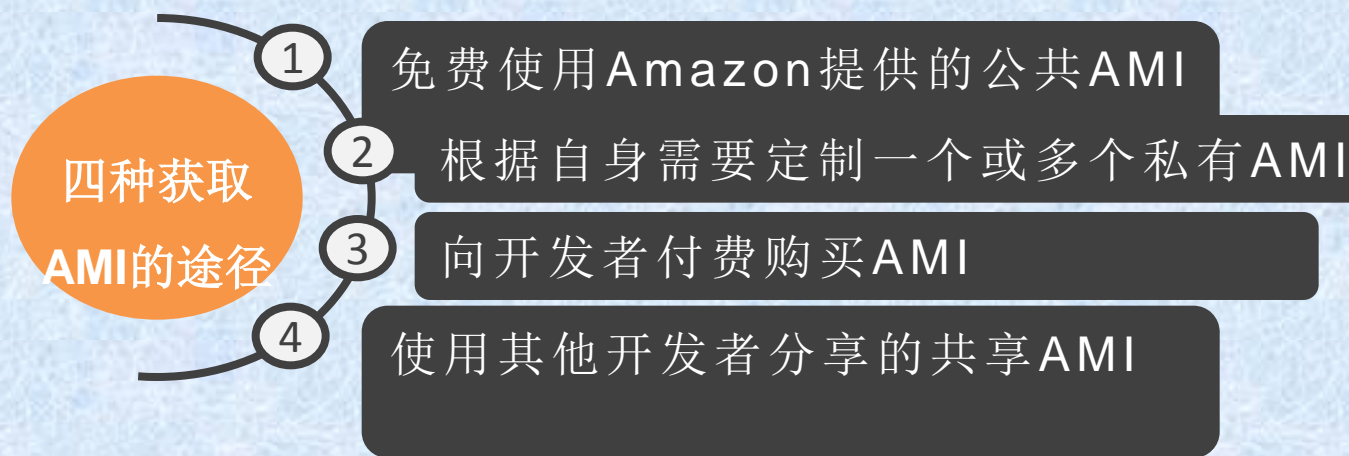 四种获取
AMI的途径
1
免费使用Amazon提供的公共AMI
2
根据自身需要定制一个或多个私有AMI
3
向开发者付费购买AMI
4
使用其他开发者分享的共享AMI